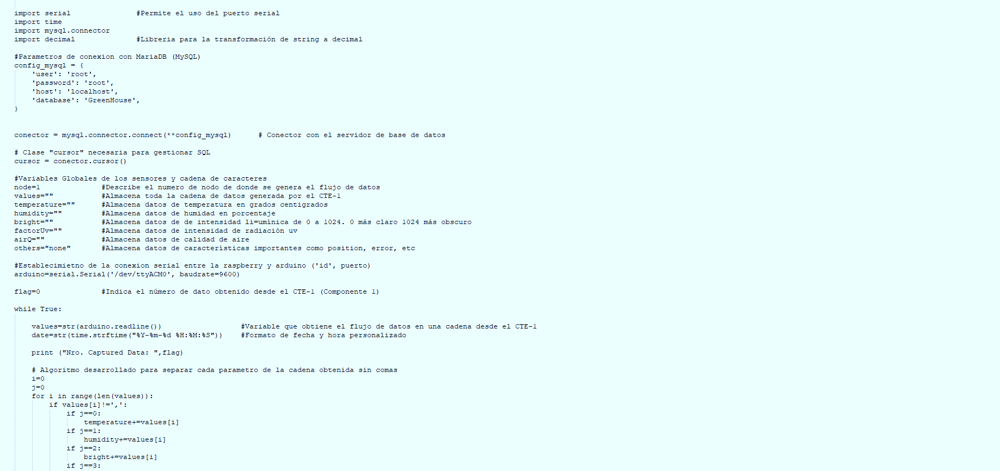 import serial #Permite el uso del puerto serial
import time
import mysql.connector
import decimal #Libreria para la transformación de string a decimal
#Parametros de conexion con MariaDB (MySQL)
config_mysql = {
'user': 'root',
'password': 'root',
'host': 'localhost',
'database': 'GreenHouse',
}
conector = mysql.connector.connect(**config_mysql) # Conector con el servidor de base de datos
# Clase "cursor" necesaria para gestionar SQL
cursor = conector.cursor()
#Variables Globales de los sensores y cadena de caracteres
node=1 #Describe el numero de nodo de donde se genera el flujo de datos
values="" #Almacena toda la cadena de datos generada por el CTE-1
temperature="" #Almacena datos de temperatura en grados centigrados
humidity="" #Almacena datos de humidad en porcentaje
bright="" #Almacena datos de de intensidad li=umínica de 0 a 1024. 0 más claro 1024 más obscuro
factorUv="" #Almacena datos de intensidad de radiación uv
airQ="" #Almacena datos de calidad de aire
others="none" #Almacena datos de características importantes como position, error, etc
#Establecimietno de la conexion serial entre la raspberry y arduino ('id', puerto)
arduino=serial.Serial('/dev/ttyACM0', baudrate=9600)
flag=0 #Indica el número de dato obtenido desde el CTE-1 (Componente 1)
while True:
values=str(arduino.readline()) #Variable que obtiene el flujo de datos en una cadena desde el CTE-1
date=str(time.strftime("%Y-%m-%d %H:%M:%S")) #Formato de fecha y hora personalizado
print ("Nro. Captured Data: ",flag)
# Algoritmo desarrollado para separar cada parametro de la cadena obtenida sin comas
i=0
j=0
for i in range(len(values)):
if values[i]!=',':
if j==0:
temperature+=values[i]
if j==1:
humidity+=values[i]
if j==2:
bright+=values[i]
if j==3: